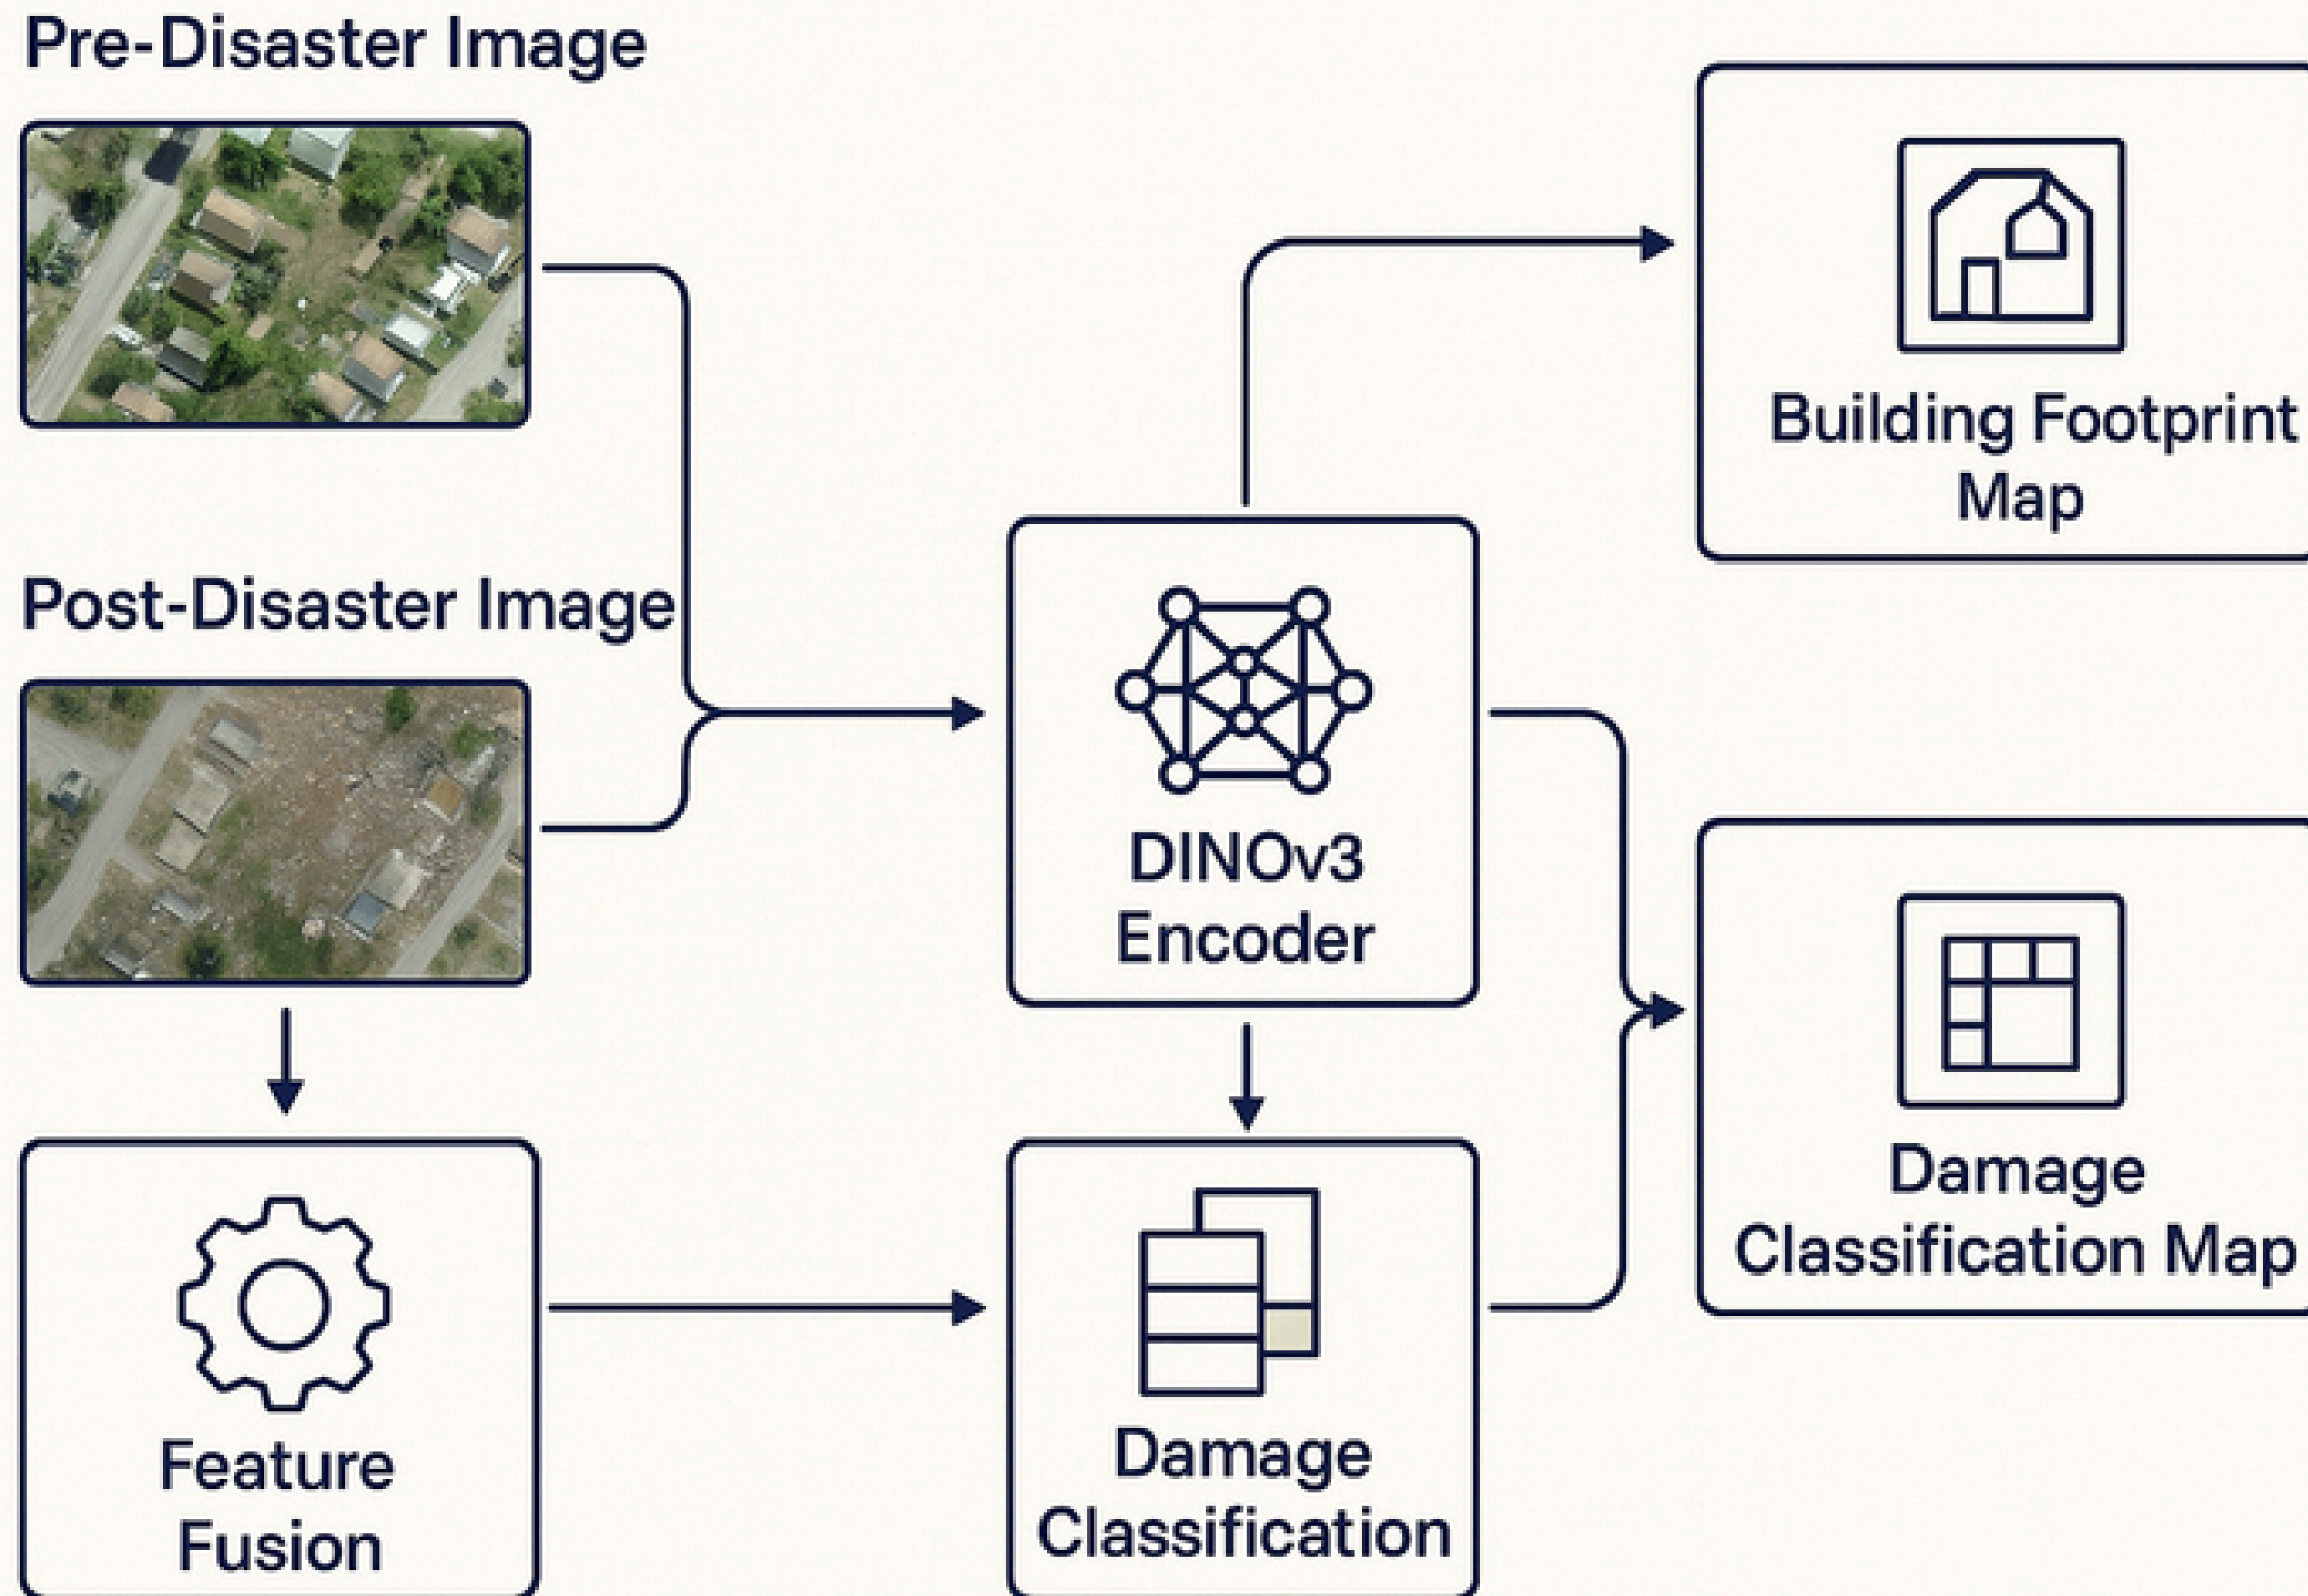 Pre-Disaster Image
Post-Disaster Image
DINOv3
Encoder
Building Footprint
Map
Damage
Classification Map
Feature
Fusion
Damage
Classification